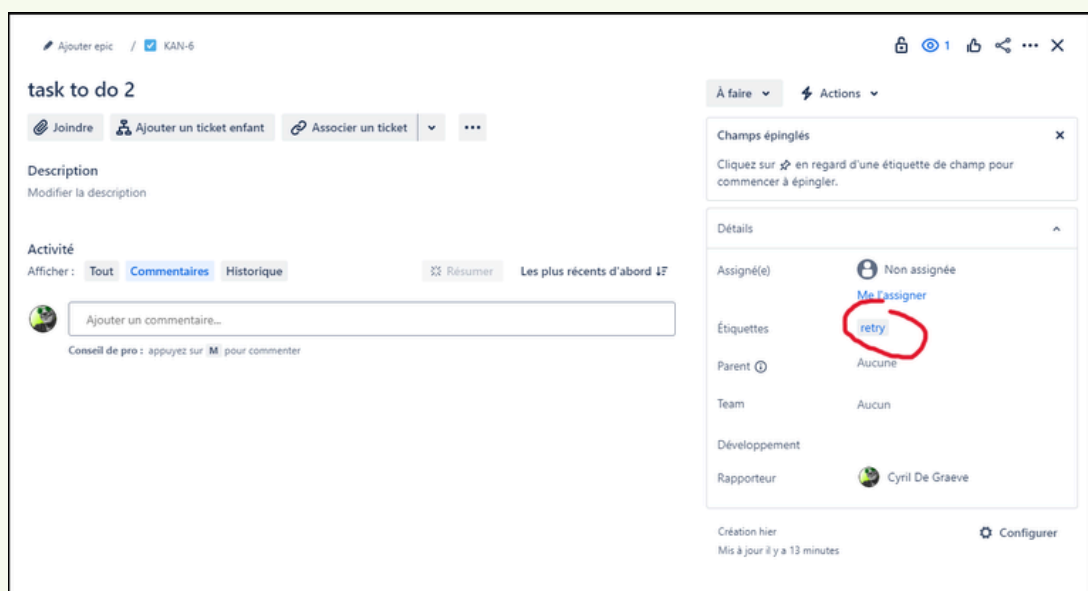 Ajouter epic / KAN-6
1
task to do 2
À faire
Actions
Joindre
Ajouter un ticket enfant
Associer un ticket
Champs épinglés
Cliquez sur en regard d'une étiquette de champ pour
commencer à épingler.
Description
Modifier la description
Détails
Activité
Afficher : Tout Commentaires Historique
Résumer
Les plus récents d'abord
Assigné(e)
Non assignée
Me l'assigner
Ajouter un commentaire...
Conseil de pro : appuyez sur M pour commenter
Étiquettes
retry
Parent
Aucune
Team
Aucun
Développement
Rapporteur
Cyril De Graeve
Création hier
Configurer
Mis à jour il y a 13 minutes